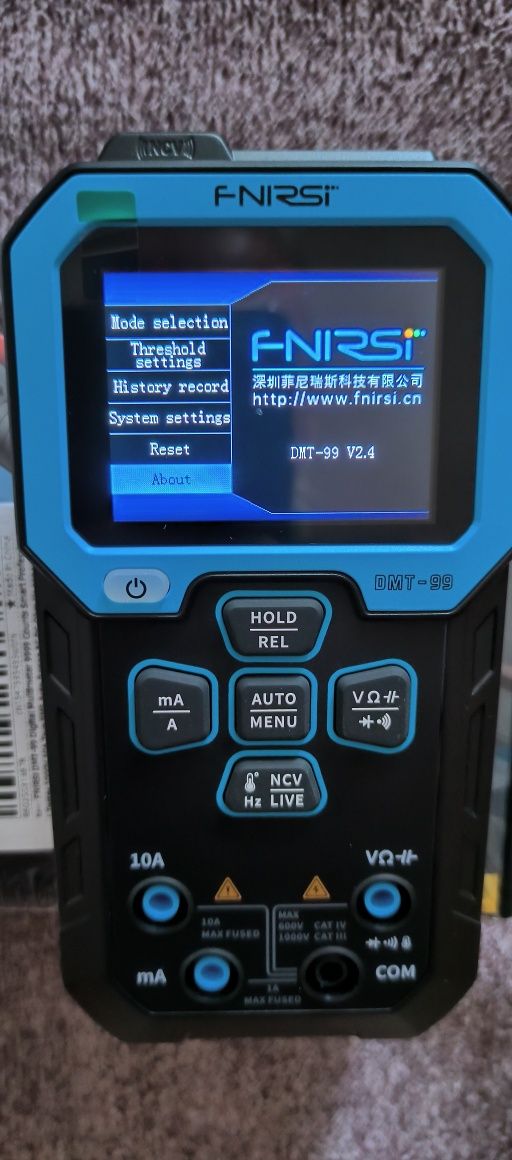 NCV
FNIRSI
Mode selection
Threshold
settings
History record
System settings
Reset
About
FNIRSI
深圳菲尼瑞斯科技有限公司
http://www.fnirsi.cn
DMT-99 V2.4
DMT-99
HOLD
REL
mA
A
AUTO
MENU
VΩ
NCV
Hz LIVE
10A
VΩ
10A
MAX FUSED
MAX
600V CAT IV
1000V CAT III
mA
COM
1A
MAX FUSED